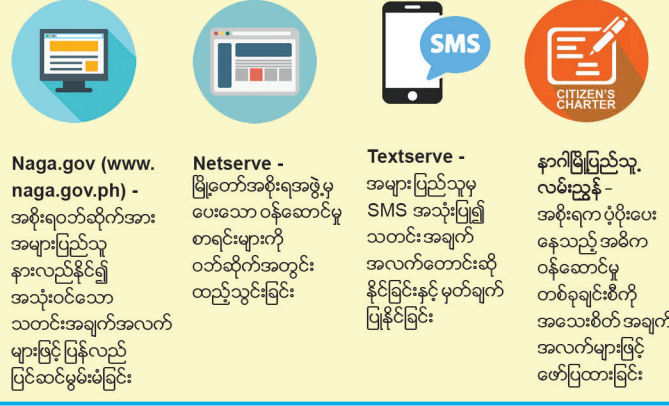 SMS
CITIZEN'S
CHARTER
Naga.gov (www.
naga.gov.ph) -
အစိုးရဝဘ်ဆိုက်အား
အများပြည်သူ
နားလည်နိုင်၍
အသုံးဝင်သော
သတင်းအချက်အလက်
များဖြင့် ပြန်လည်
ပြင်ဆင်မွမ်းမံခြင်း
Netserve -
မြို့တော်အစိုးရအဖွဲ့မှ
ပေးသော ဝန်ဆောင်မှု
စာရင်းများကို
ဝဘ်ဆိုက်အတွင်း
ထည့်သွင်းခြင်း
Textserve -
အများပြည်သူမှ
SMS အသုံးပြု၍
သတင်းအချက်
အလက်တောင်းဆို
နိုင်ခြင်းနှင့် မှတ်ချက်
ပြုနိုင်ခြင်း
နာဂါမြို့ပြည်သူ့
လမ်းညွှန် –
အစိုးရက ပံ့ပိုးပေး
နေသည့် အဓိက
ဝန်ဆောင်မှု
တစ်ခုချင်းစီကို
အသေးစိတ် အချက်
အလက်များဖြင့်
ဖော်ပြထားခြင်း